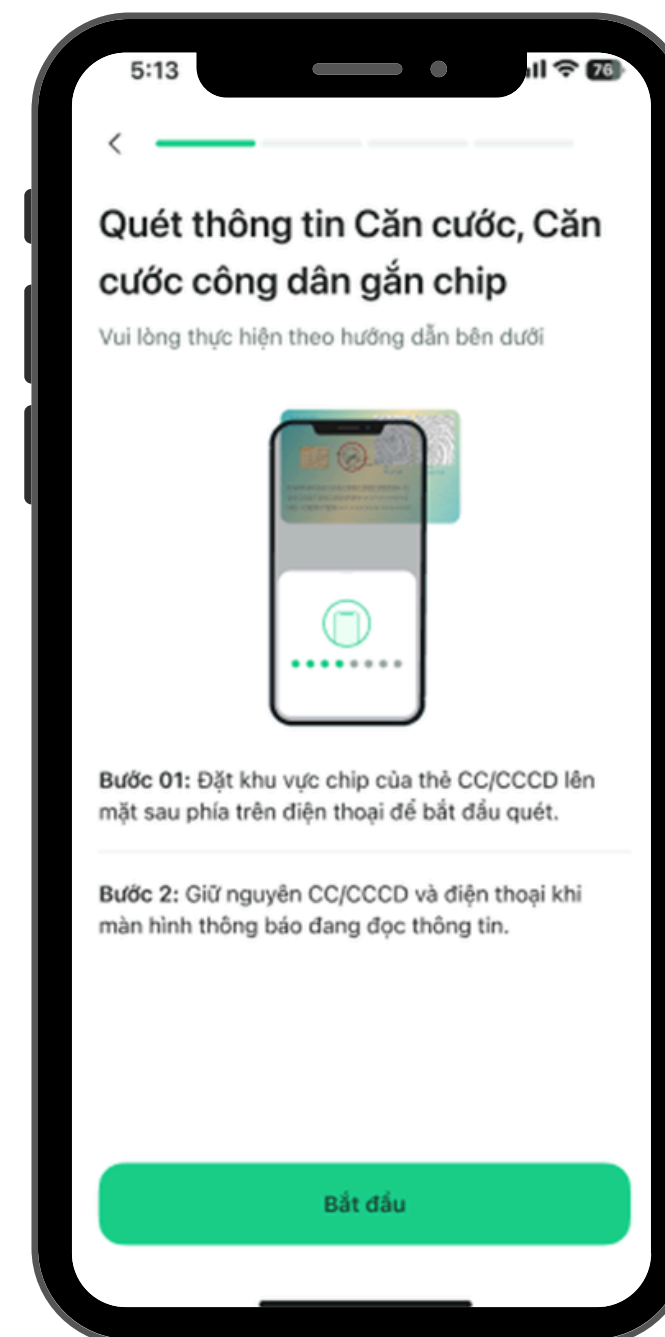 5:13
76
Quét thông tin Căn cước, Căn
cước công dân gắn chip
Vui lòng thực hiện theo hướng dẫn bên dưới
Bước 01: Đặt khu vực chip của thẻ CC/CCCD lên
mặt sau phía trên điện thoại để bắt đầu quét.
Bước 2: Giữ nguyên CC/CCCD và điện thoại khi
màn hình thông báo đang đọc thông tin.
Bắt đầu